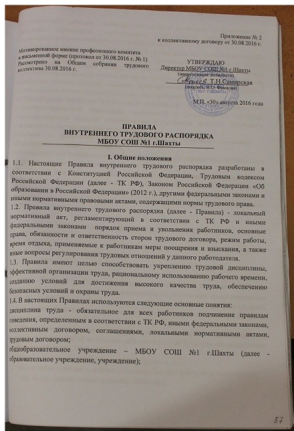 Приложение № 2
к коллективному договору от 30.08.2016 г.
Мотивированное мнение профсоюзного комитета
в письменной форме (протокол от 30.08.2016 г. № 1)
Рассмотрено на Общем собрании трудового
коллектива 30.08.2016 г.
УТВЕРЖДАЮ
Директор МБОУ СОШ №1 г.Шахты
Т.Н.Самарская
М.П. «30» августа 2016 года
ПРАВИЛА
ВНУТРЕННЕГО ТРУДОВОГО РАСПОРЯДКА
МБОУ СОШ №1 г.Шахты
1. Общие положения
1.1. Настоящие Правила внутреннего трудового распорядка разработаны в
соответствии с Конституцией Российской Федерации, Трудовым кодексом
Российской Федерации (далее - ТК РФ), Законом Российской Федерации «Об
образовании в Российской Федерации» (2012 г.), другими федеральными законами и
иными нормативными правовыми актами, содержащими нормы трудового права.
1.2. Правила внутреннего трудового распорядка (далее - Правила) - локальный
нормативный акт, регламентирующий в соответствии с ТК РФ и иными
федеральными законами порядок приема и увольнения работников, основные
права, обязанности и ответственность сторон трудового договора, режим работы,
время отдыха, применяемые к работникам меры поощрения и взыскания, а также
иные вопросы регулирования трудовых отношений у данного работодателя.
1.3. Правила имеют целью способствовать укреплению трудовой дисциплины,
эффективной организации труда, рациональному использованию рабочего времени,
созданию условий для достижения высокого качества труда, обеспечению
безопасных условий и охраны труда.
1.4. В настоящих Правилах используются следующие основные понятия:
дисциплина труда - обязательное для всех работников подчинение правилам
поведения, определенным в соответствии с ТК РФ, иными федеральными законами,
коллективным договором, соглашениями, локальными нормативными актами,
трудовым договором;
общеобразовательное учреждение – МБОУ СОШ №1 г.Шахты (далее -
образовательное учреждение, учреждение);
57